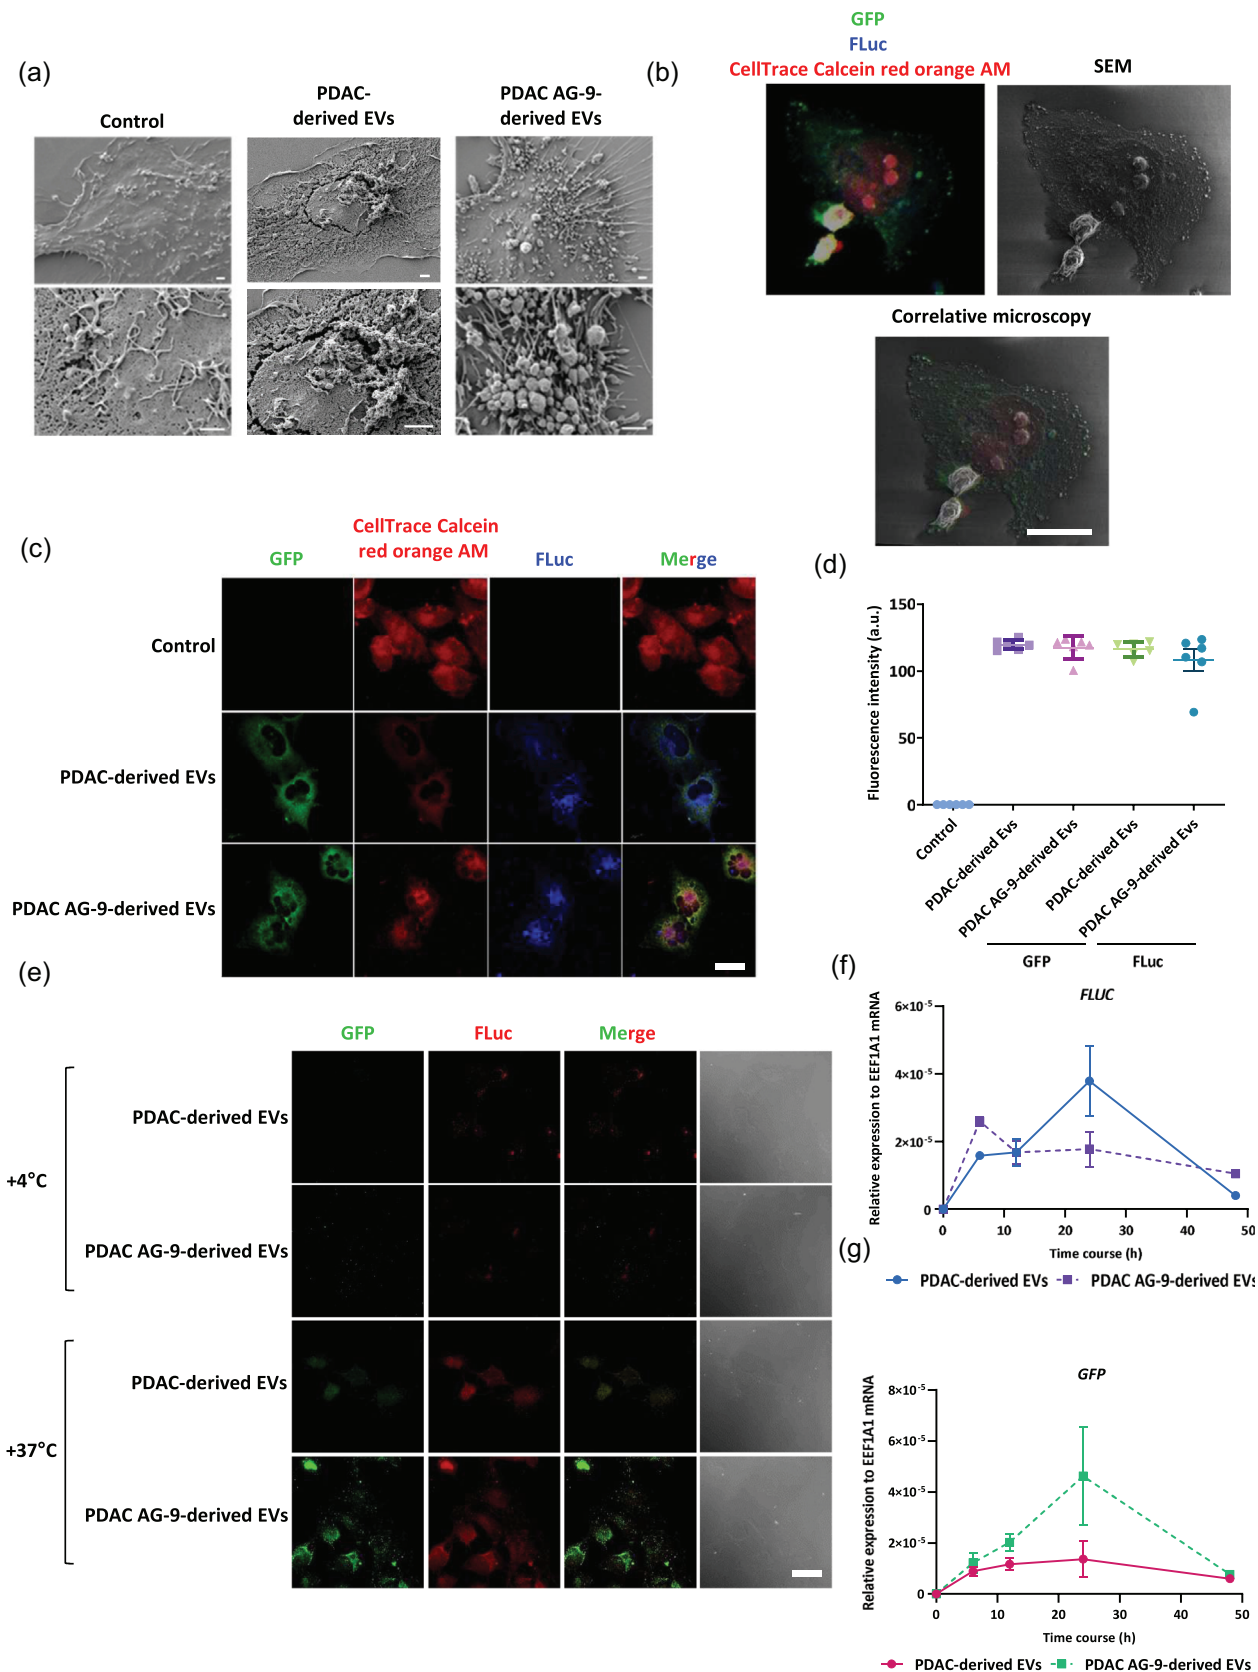 (a)
Control
PDAC-
derived EVs
PDAC AG-9-
derived EVs
(b)
GFP
FLuc
CellTrace Calcein red orange AM
SEM
Correlative microscopy
(c)
GFP
CellTrace Calcein
red orange AM
FLuc
Merge
Control
PDAC-derived EVs
PDAC AG-9-derived EVs
(d)
Fluorescence intensity (a.u.)
150
100
50
0
Control
PDAC-derived Evs
PDAC AG-9-derived Evs
PDAC-derived Evs
PDAC AG-9-derived Evs
GFP
FLuc
(e)
GFP
FLuc
Merge
+4°C
PDAC-derived EVs
PDAC AG-9-derived EVs
+37°C
PDAC-derived EVs
PDAC AG-9-derived EVs
(f)
FLUC
Relative expression to EEF1A1 mRNA
6×10⁻⁵
4×10⁻⁵
2×10⁻⁵
0
0 10 20 30 40 50
Time course (h)
PDAC-derived EVs PDAC AG-9-derived EVs
(g)
GFP
Relative expression to EEF1A1 mRNA
8×10⁻⁵
6×10⁻⁵
4×10⁻⁵
2×10⁻⁵
0
0 10 20 30 40 50
Time course (h)
PDAC-derived EVs PDAC AG-9-derived EVs